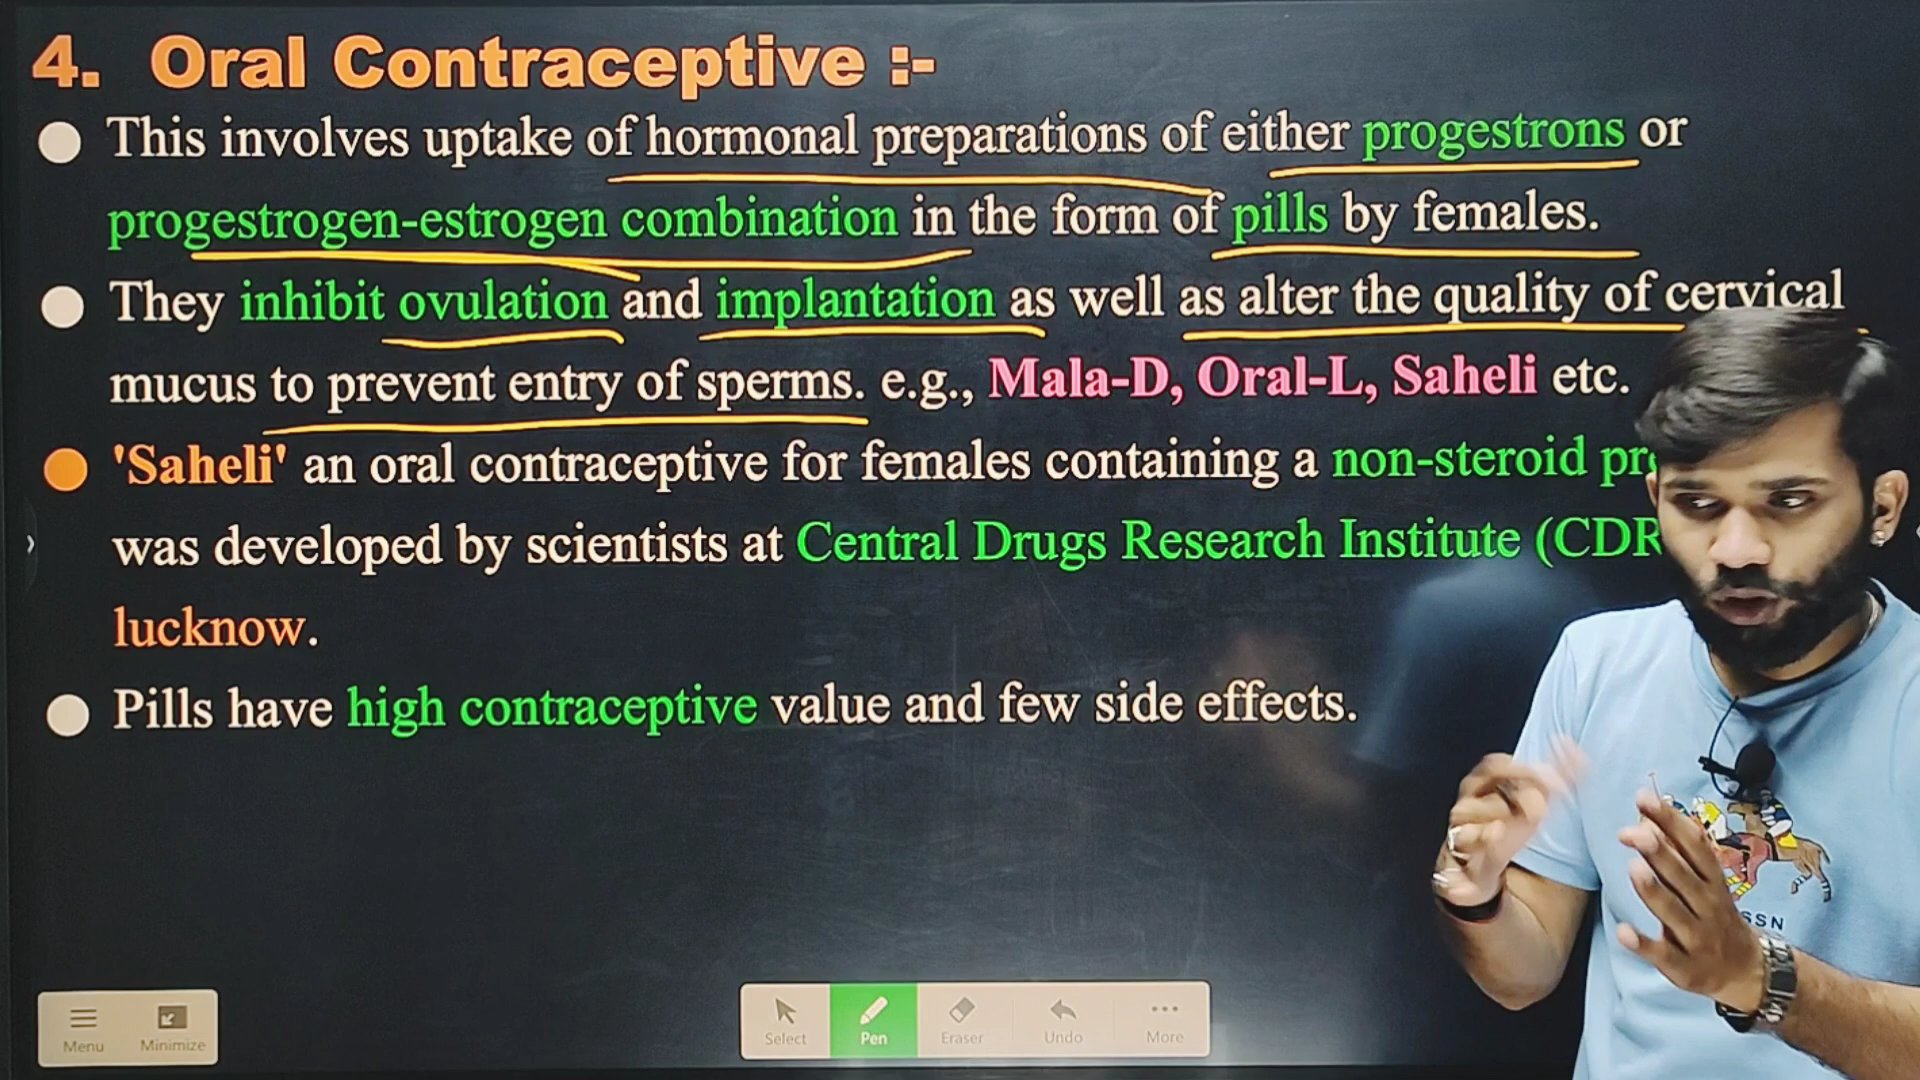 4. Oral Contraceptive :-
This involves uptake of hormonal preparations of either progestrons or
progestrogen-estrogen combination in the form of pills by females.
They inhibit ovulation and implantation as well as alter the quality of cervical
mucus to prevent entry of sperms. e.g., Mala-D, Oral-L, Saheli etc.
'Saheli' an oral contraceptive for females containing a non-steroid
was developed by scientists at Central Drugs Research Institute
lucknow.
Pills have high contraceptive value and few side effects.
SSN
Menu Minimize Select Pen Eraser Undo More